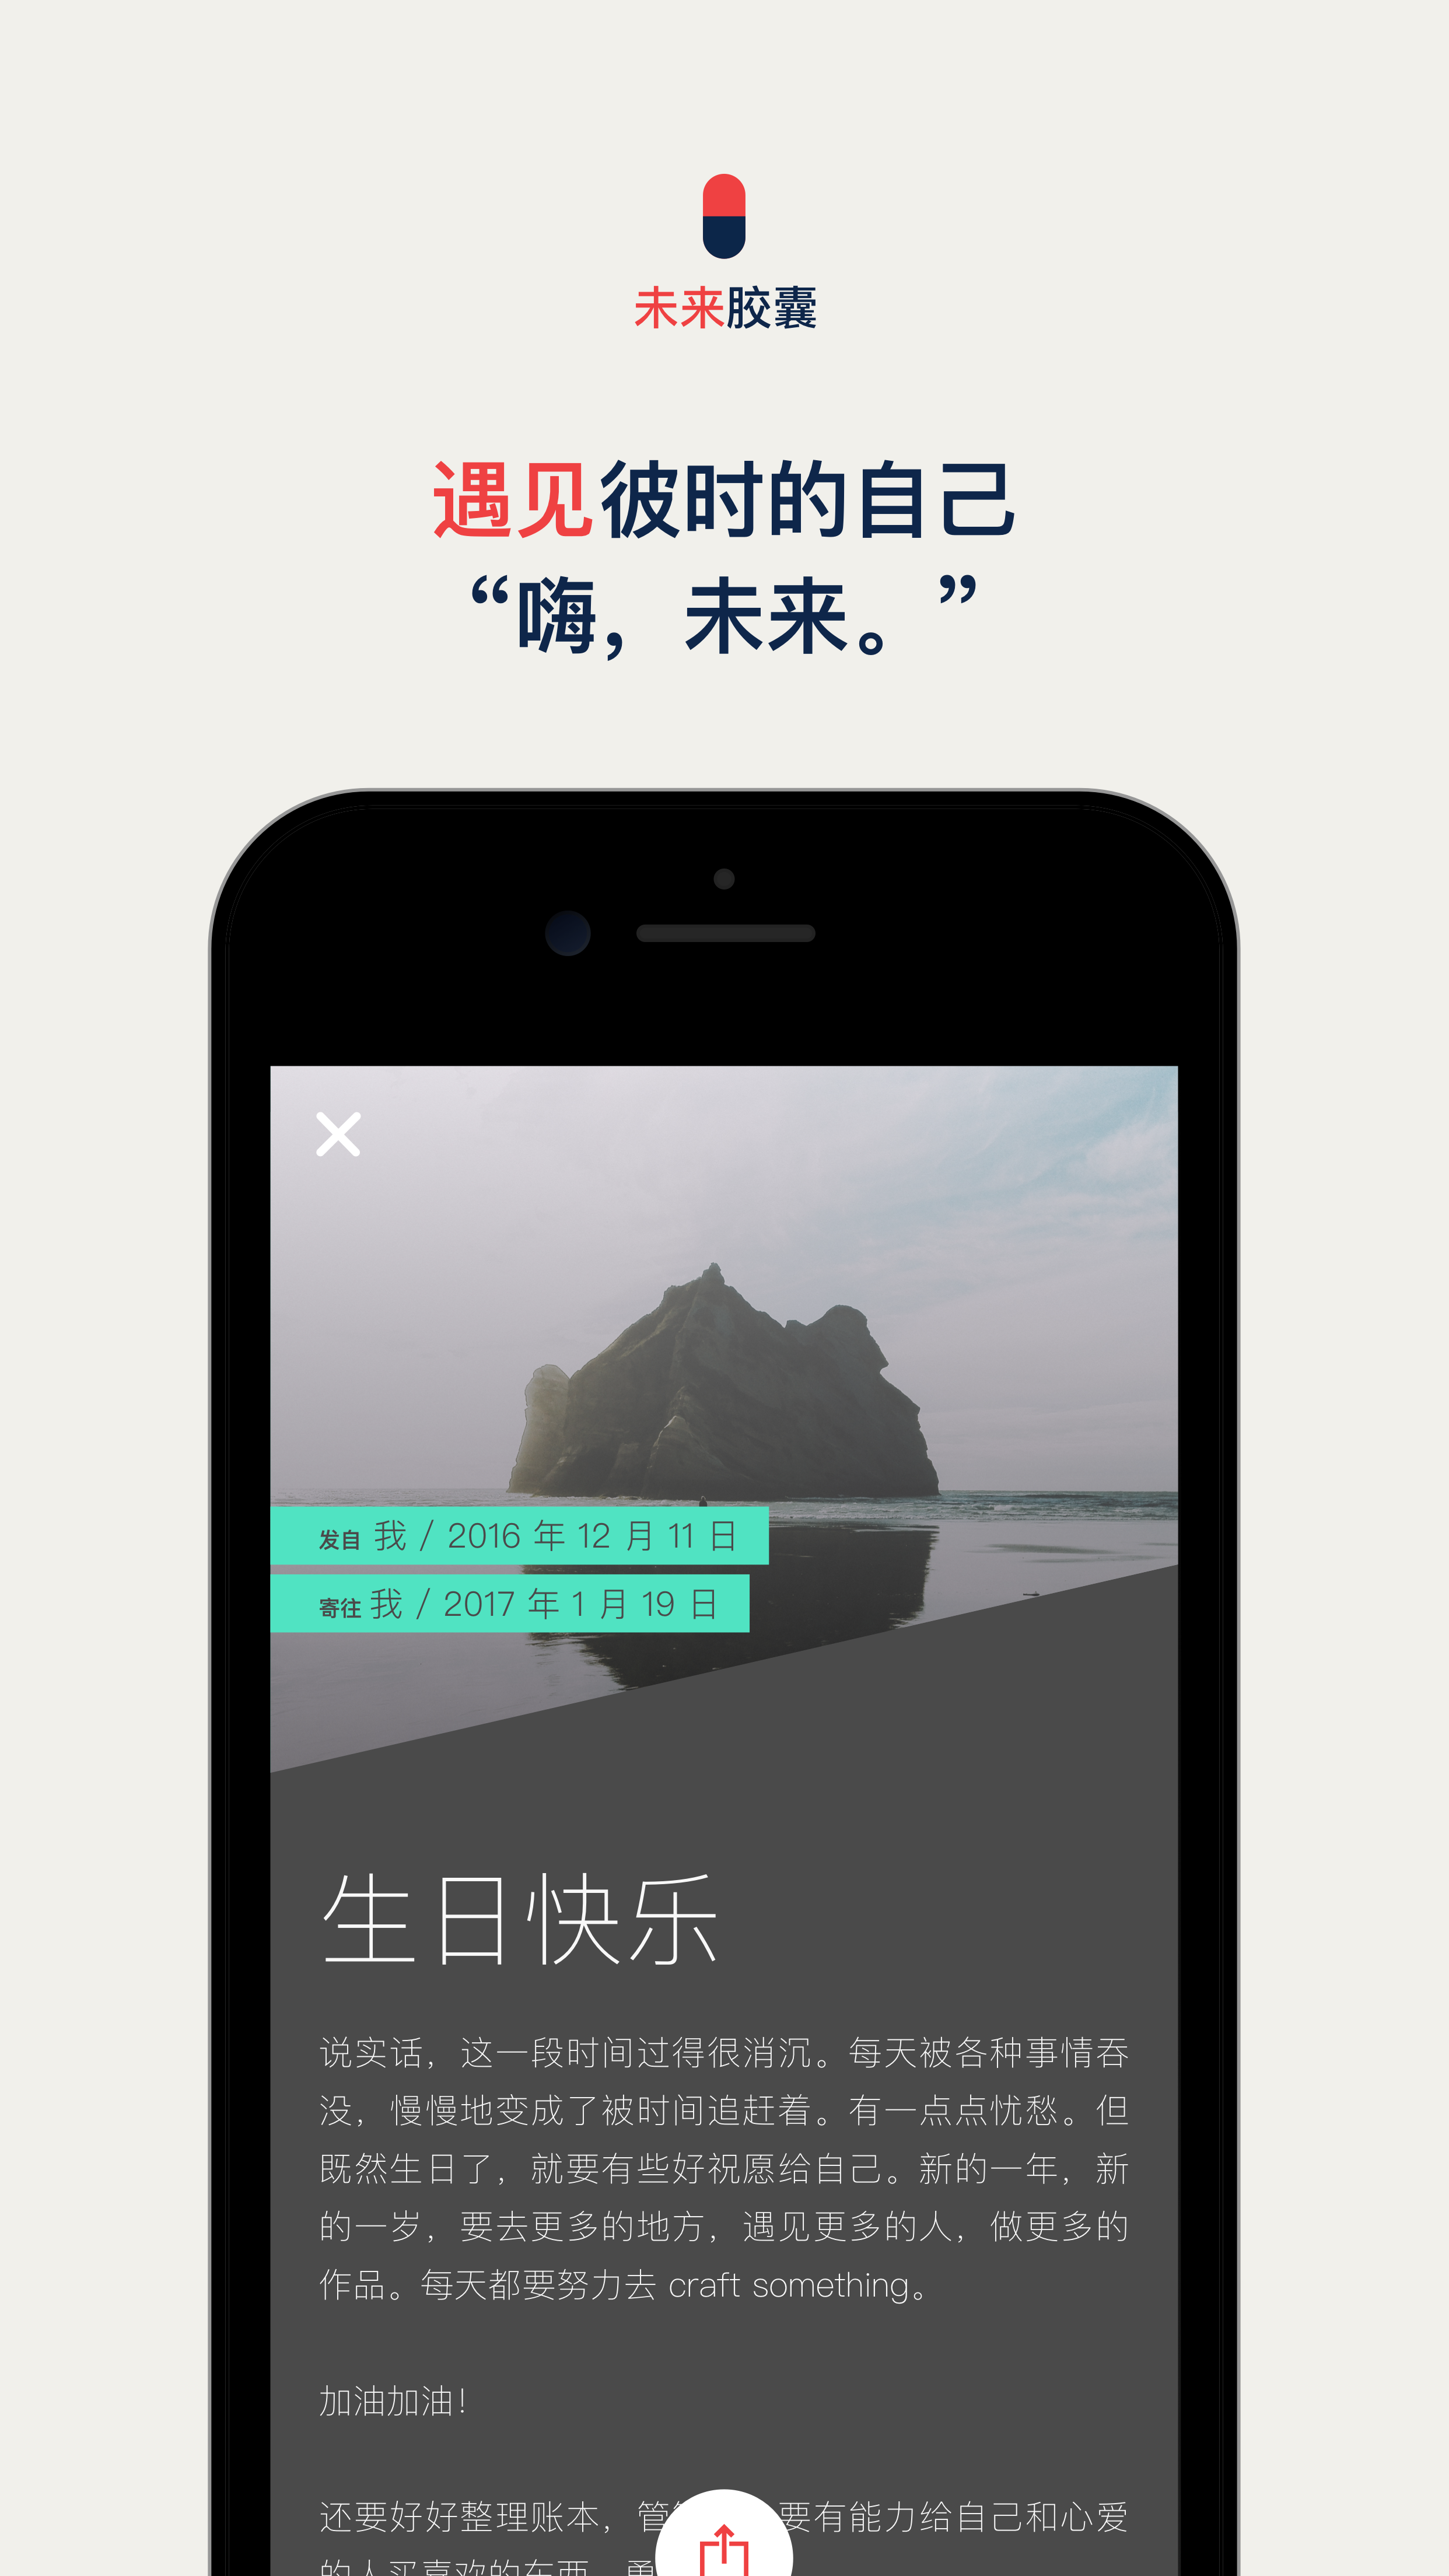 未来胶囊
遇见彼时的自己
“嗨，未来。”
发自 我 / 2016 年 12 月 11 日
寄往 我 / 2017 年 1 月 19 日
生日快乐
说实话，这一段时间过得很消沉。每天被各种事情吞
没，慢慢地变成了被时间追赶着。有一点点忧愁。但
既然生日了，就要有些好祝愿给自己。新的一年，新
的一岁，要去更多的地方，遇见更多的人，做更多的
作品。每天都要努力去 craft something。
加油加油！
还要好好整理账本，管 要有能力给自己和心爱
的人买喜欢的东西